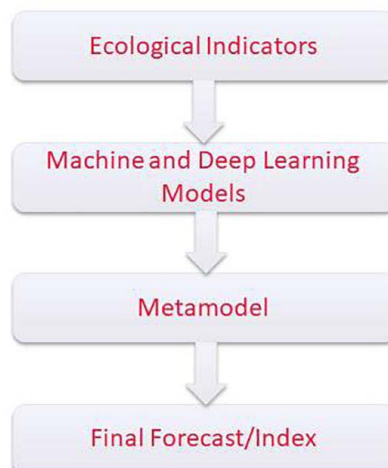 Ecological Indicators
Machine and Deep Learning
Models
Metamodel
Final Forecast/Index